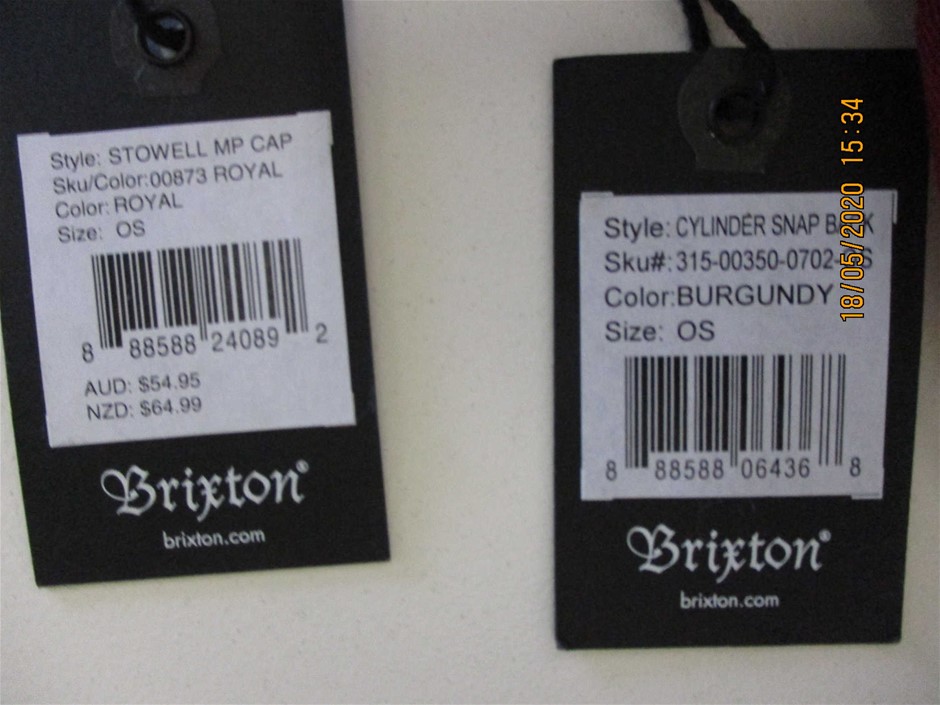 Style: STOWELL MP CAP
Sku/Color:00873 ROYAL
Color: ROYAL
Size: OS
8 88588 24089 2
AUD: $54.95
NZD: $64.99
Brixton®
brixton.com
Style: CYLINDER SNAP BACK
Sku#: 315-00350-0702-OS
Color:BURGUNDY
Size: OS
8 88588 06436 8
Brixton®
brixton.com
18/05/2020 15:34